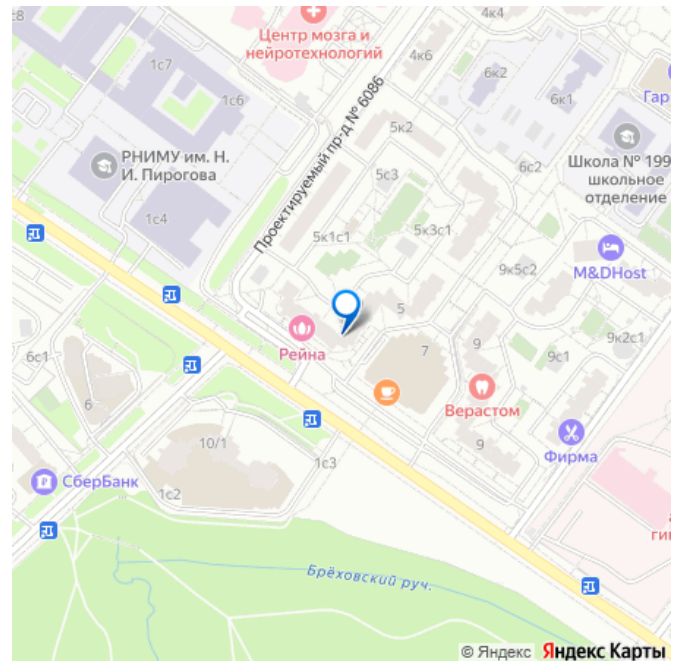 с8
4к4
Центр мозга и
нейротехнологий
4к6
1с7
1с6
6к2
6к1
Гар
Проектируемый пр-д № 6086
5к2
РНИМУ им. Н.
И. Пирогова
5с3
6с2
Школа № 199
школьное
отделение
1с4
5к1с1
5к3с1
9к5с2
M&DHost
5
Рейна
7
9
9к2с1
9с1
6с1
6
Верастом
10/1
9
Фирма
1с3
СберБанк
1с2
а
ги
Брёховский руч.
© Яндекс Яндекс Карты